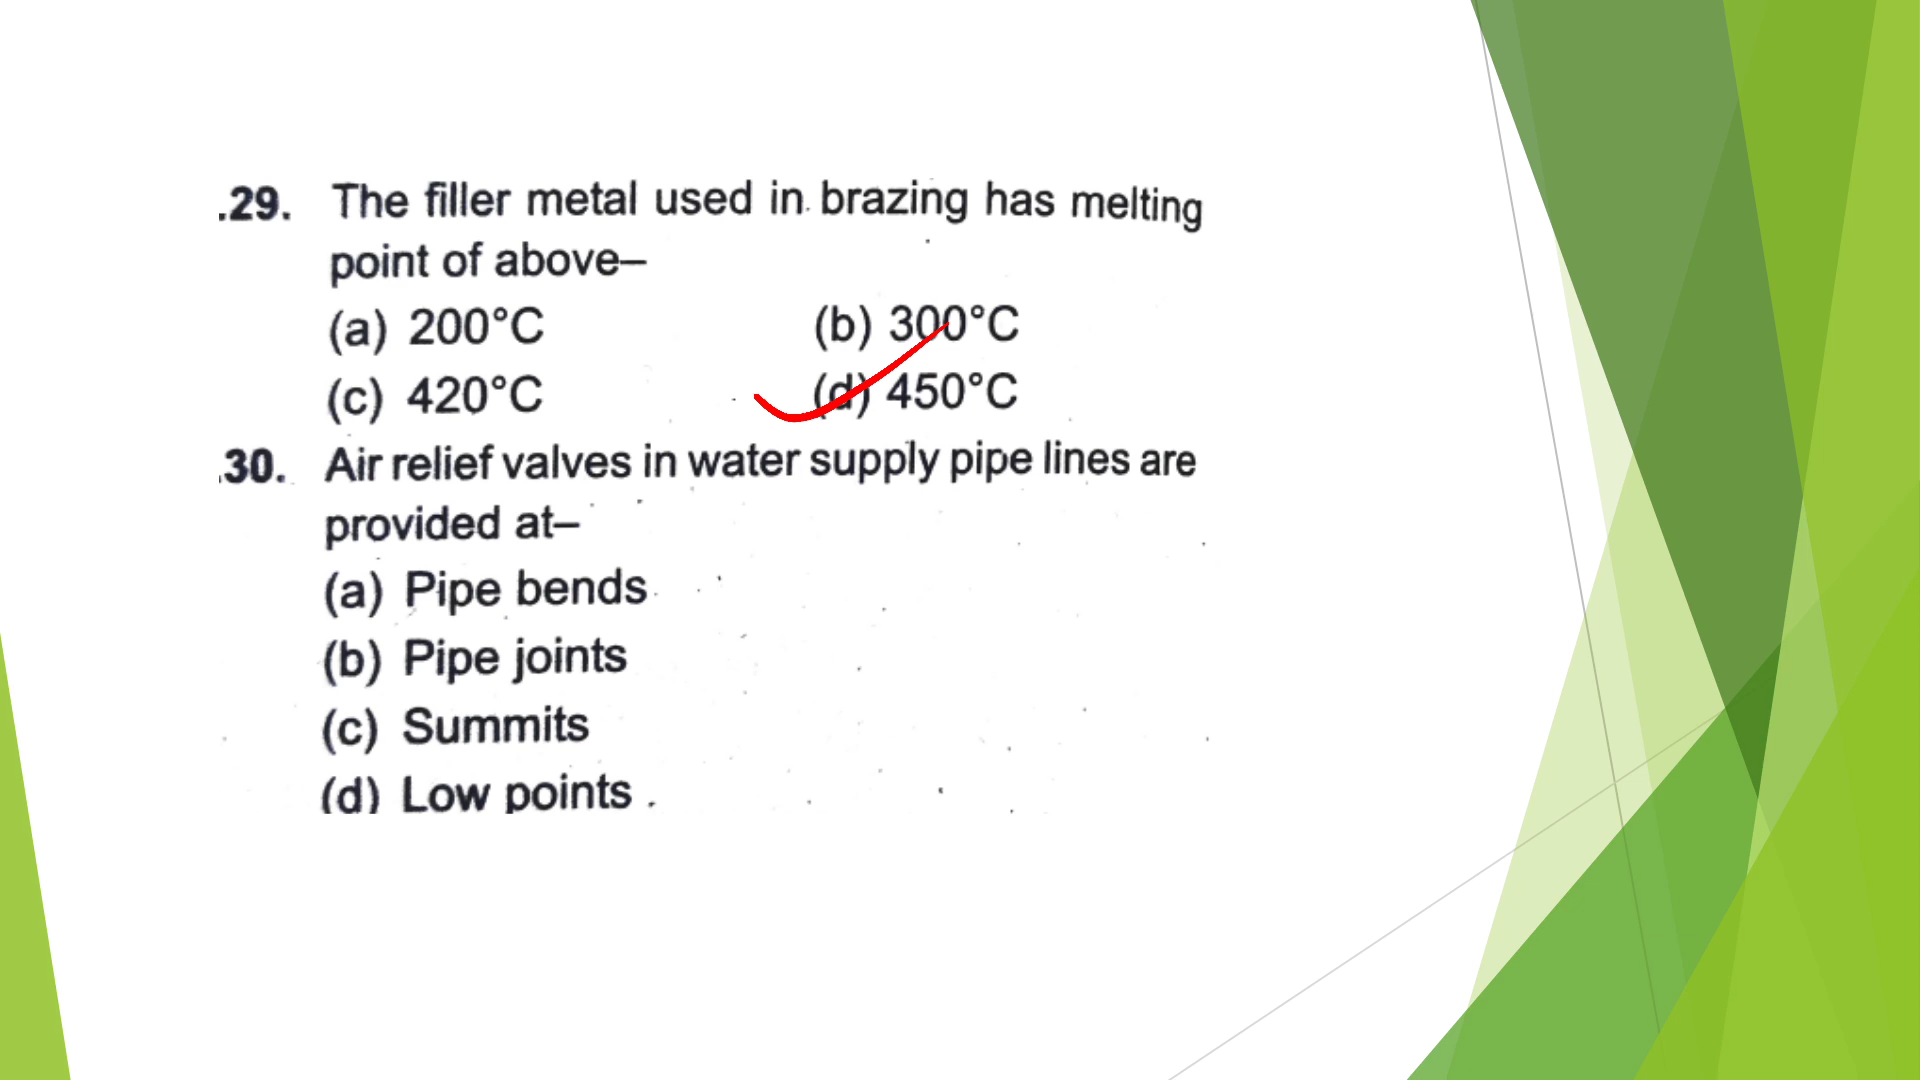 .29. The filler metal used in brazing has melting
point of above–
(a) 200°C (b) 300°C
(c) 420°C (d) 450°C
.30. Air relief valves in water supply pipe lines are
provided at–
(a) Pipe bends
(b) Pipe joints
(c) Summits
(d) Low points .